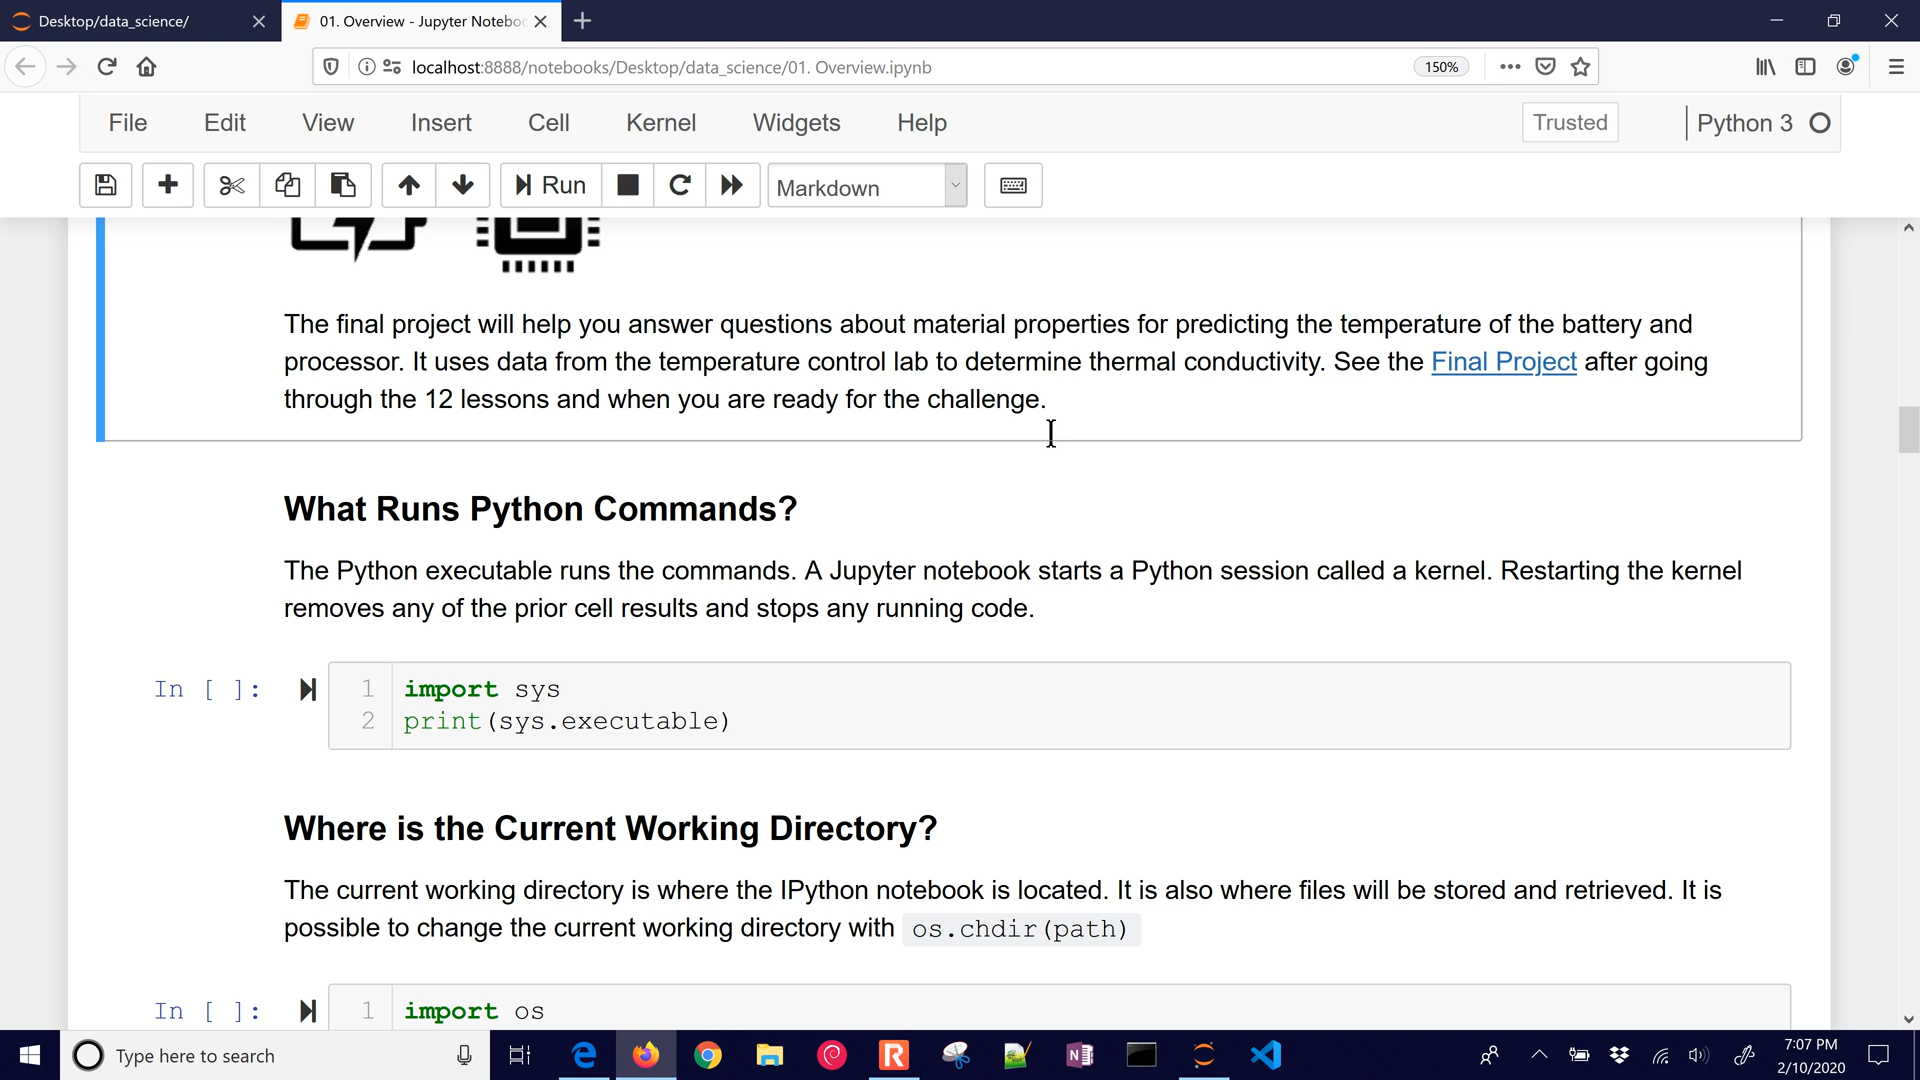 Desktop/data_science/
01. Overview - Jupyter Notebo
localhost:8888/notebooks/Desktop/data_science/01. Overview.ipynb
150%
File Edit View Insert Cell Kernel Widgets Help
Trusted
Python 3
Run
Markdown
The final project will help you answer questions about material properties for predicting the temperature of the battery and
processor. It uses data from the temperature control lab to determine thermal conductivity. See the Final Project after going
through the 12 lessons and when you are ready for the challenge.
What Runs Python Commands?
The Python executable runs the commands. A Jupyter notebook starts a Python session called a kernel. Restarting the kernel
removes any of the prior cell results and stops any running code.
In [ ]: 1 import sys
2 print(sys.executable)
Where is the Current Working Directory?
The current working directory is where the IPython notebook is located. It is also where files will be stored and retrieved. It is
possible to change the current working directory with os.chdir(path)
In [ ]: 1 import os
Type here to search
7:07 PM
2/10/2020